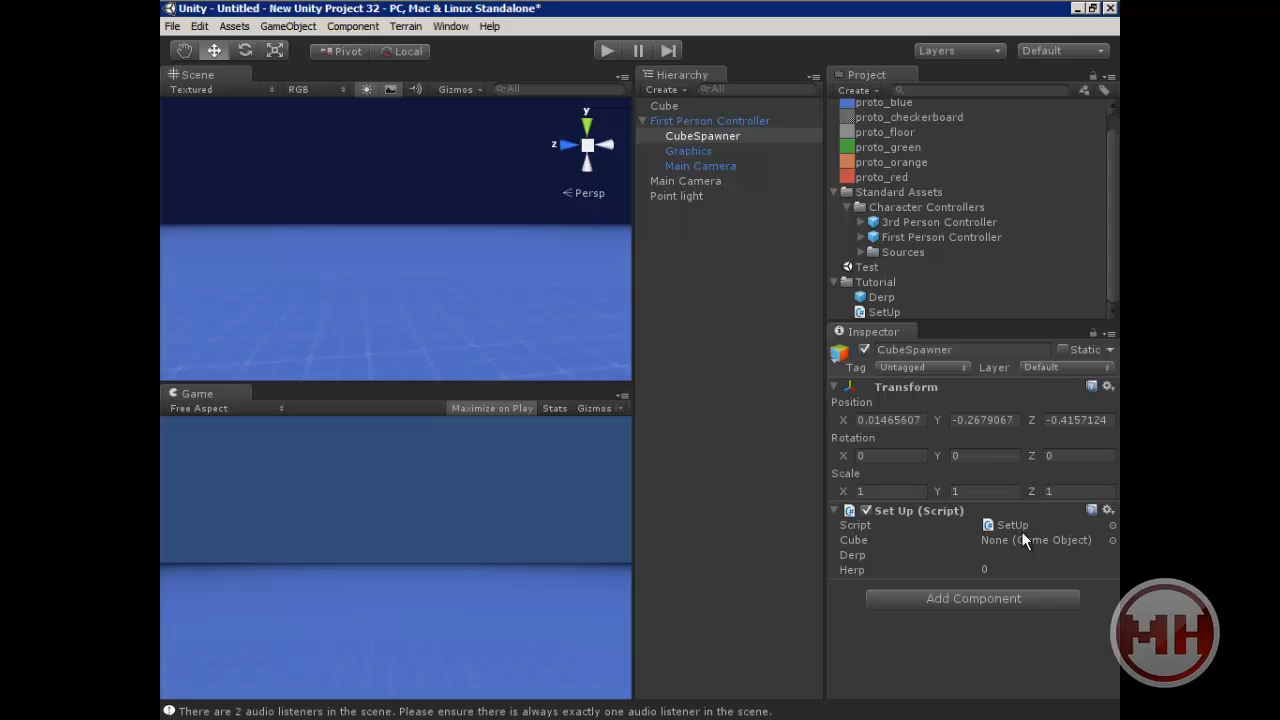 Unity - Untitled - New Unity Project 32 - PC, Mac & Linux Standalone*
File Edit Assets GameObject Component Terrain Window Help
Pivot Local Layers Default
Scene
Textured RGB Gizmos All
y
z
Persp
Game
Free Aspect Maximize on Play Stats Gizmos
Hierarchy
Create All
Cube
First Person Controller
CubeSpawner
Graphics
Main Camera
Main Camera
Point light
Project
Create
proto_blue
proto_checkerboard
proto_floor
proto_green
proto_orange
proto_red
Standard Assets
Character Controllers
3rd Person Controller
First Person Controller
Sources
Test
Tutorial
Derp
SetUp
Inspector
CubeSpawner Static
Tag Untagged Layer Default
Transform
Position
X 0.01465607 Y -0.2679067 Z -0.4157124
Rotation
X 0 Y 0 Z 0
Scale
X 1 Y 1 Z 1
Set Up (Script)
Script SetUp
Cube None (Game Object)
Derp
Herp 0
Add Component
MH
There are 2 audio listeners in the scene. Please ensure there is always exactly one audio listener in the scene.